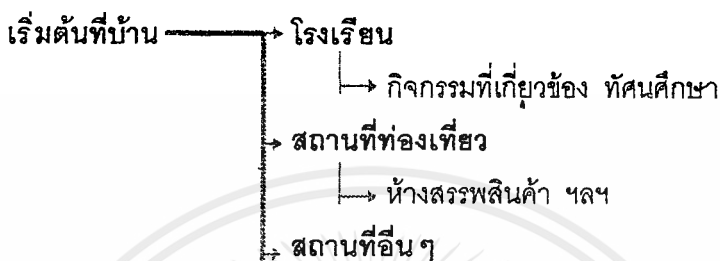 เริ่มต้นที่บ้าน โรงเรียน
กิจกรรมที่เกี่ยวข้อง ทัศนศึกษา
สถานที่ท่องเที่ยว
ห้างสรรพสินค้า ฯลฯ
สถานที่อื่น ๆ